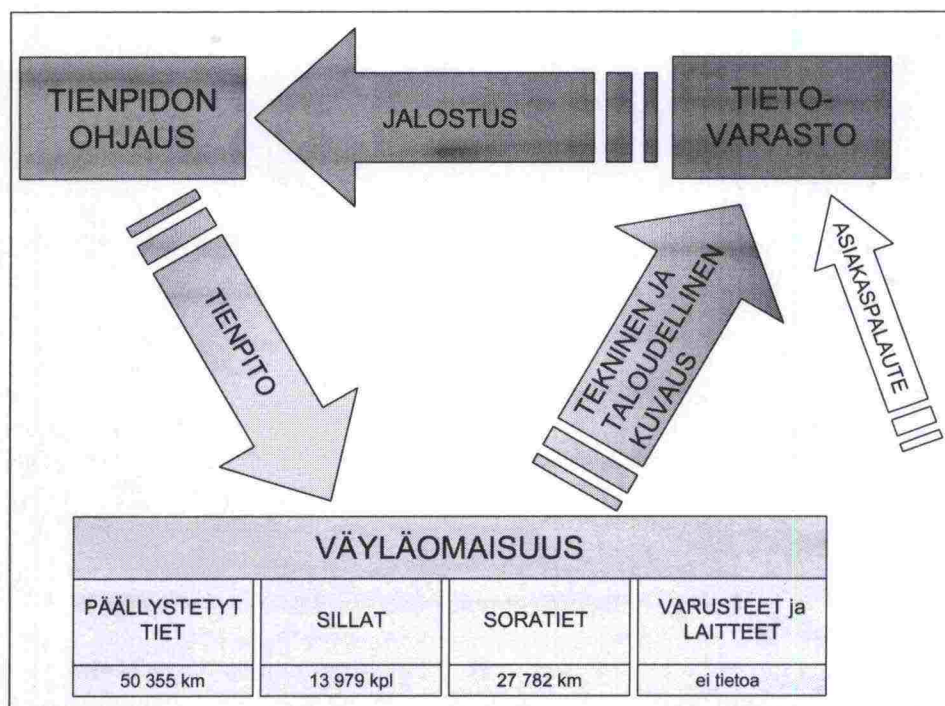 TIENPIDON
OHJAUS
JALOSTUS
TIETO-
VARASTO
TIENPITO
TEKNINEN JA
TALOUDELLINEN
KUVAUS
ASIAKASPALAUTE
VÄYLÄOMAISUUS
PÄÄLLYSTETYT
TIET
SILLAT
SORATIET
VARUSTEET ja
LAITTEET
50 355 km
13 979 kpl
27 782 km
ei tietoa